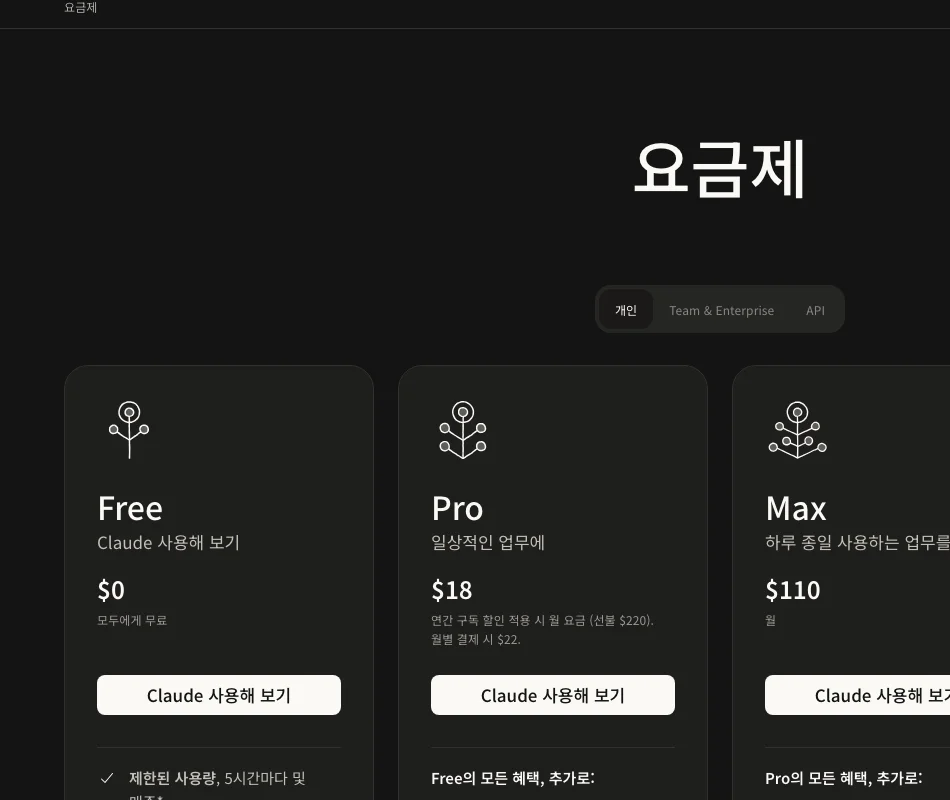 요금제
요금제
개인 Team & Enterprise API
Free
Claude 사용해 보기
$0
모두에게 무료
Claude 사용해 보기
제한된 사용량, 5시간마다 및
매주*
Pro
일상적인 업무에
$18
연간 구독 할인 적용 시 월 요금 (선불 $220).
월별 결제 시 $22.
Claude 사용해 보기
Free의 모든 혜택, 추가로:
Max
하루 종일 사용하는 업무를
$110
월
Claude 사용해 보기
Pro의 모든 혜택, 추가로: